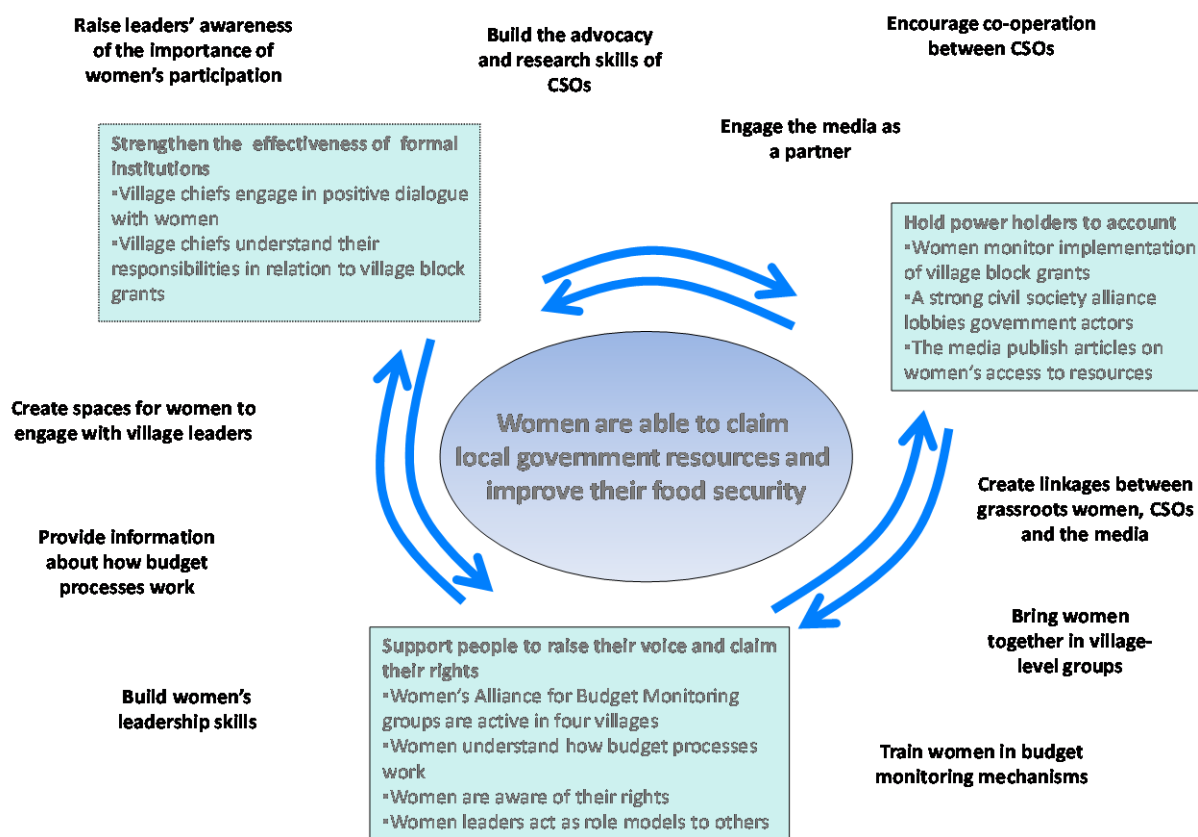 Raise leaders’ awareness
of the importance of
women’s participation
Build the advocacy
and research skills of
CSOs
Encourage co-operation
between CSOs
Engage the media as
a partner
Strengthen the effectiveness of formal
institutions
▪Village chiefs engage in positive dialogue
with women
▪Village chiefs understand their
responsibilities in relation to village block
grants
Hold power holders to account
▪Women monitor implementation
of village block grants
▪A strong civil society alliance
lobbies government actors
▪The media publish articles on
women’s access to resources
Women are able to claim
local government resources and
improve their food security
Create spaces for women to
engage with village leaders
Provide information
about how budget
processes work
Build women’s
leadership skills
Create linkages between
grassroots women, CSOs
and the media
Bring women
together in village-
level groups
Train women in budget
monitoring mechanisms
Support people to raise their voice and claim
their rights
▪Women’s Alliance for Budget Monitoring
groups are active in four villages
▪Women understand how budget processes
work
▪Women are aware of their rights
▪Women leaders act as role models to others